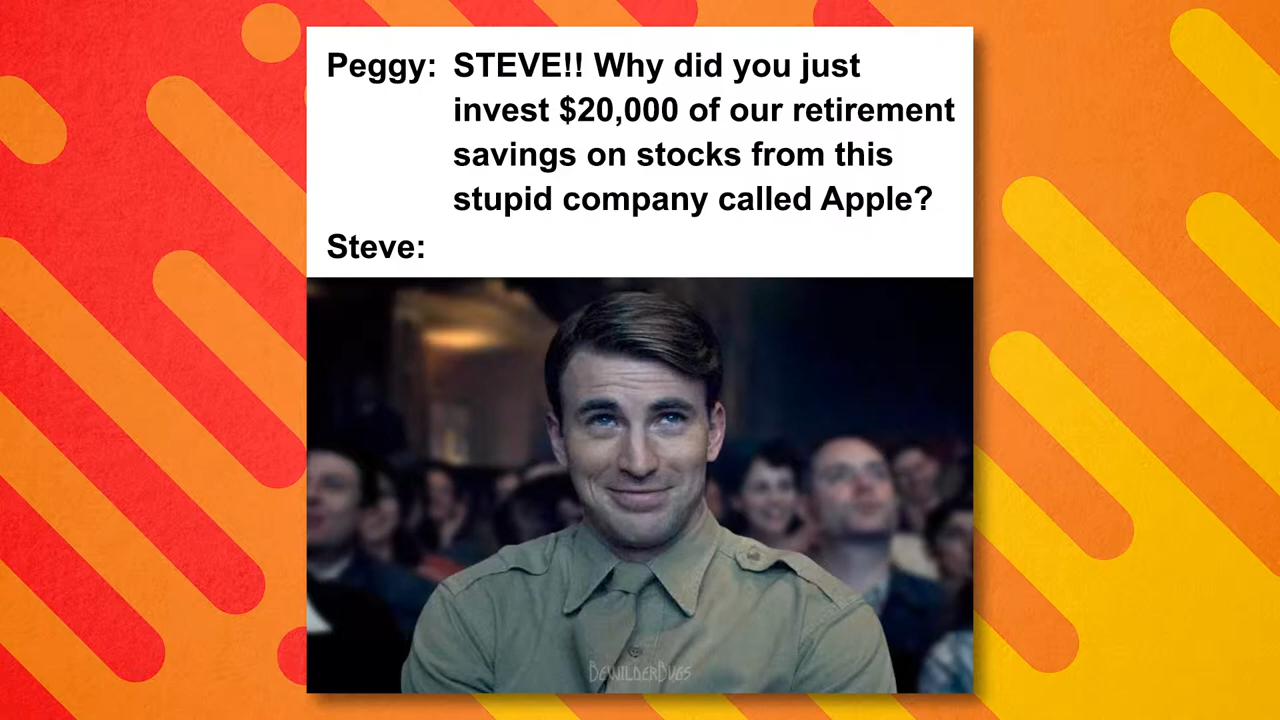 Peggy: STEVE!! Why did you just
invest $20,000 of our retirement
savings on stocks from this
stupid company called Apple?
Steve:
BEWILDERBUGS